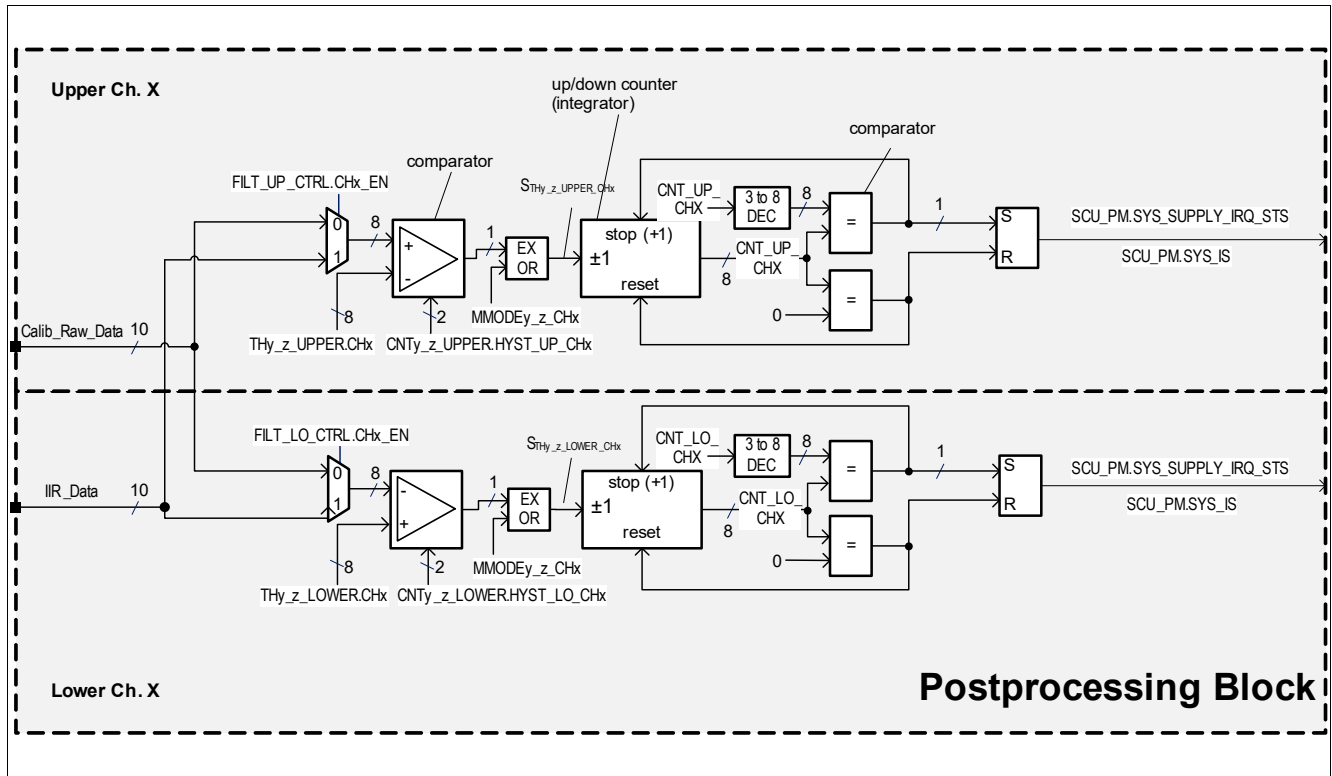 Upper Ch. X
up/down counter
(integrator)
comparator
comparator
FILT_UP_CTRL.CHx_EN
STHy_z_UPPER_CHx
CNT_UP_
CHX
3 to 8
DEC
8
0
1
8
+
-
1
EX
OR
stop (+1)
±1
reset
CNT_UP_
CHX
8
=
=
0
1
S
R
SCU_PM.SYS_SUPPLY_IRQ_STS
SCU_PM.SYS_IS
MMODEy_z_CHx
8
2
THy_z_UPPER.CHx
CNTy_z_UPPER.HYST_UP_CHx
Calib_Raw_Data
10
FILT_LO_CTRL.CHx_EN
STHy_z_LOWER_CHx
CNT_LO_
CHX
3 to 8
DEC
8
0
1
8
-
+
1
EX
OR
stop (+1)
±1
reset
CNT_LO_
CHX
8
=
=
0
1
S
R
SCU_PM.SYS_SUPPLY_IRQ_STS
SCU_PM.SYS_IS
IIR_Data
10
MMODEy_z_CHx
8
2
THy_z_LOWER.CHx
CNTy_z_LOWER.HYST_LO_CHx
Lower Ch. X
Postprocessing Block